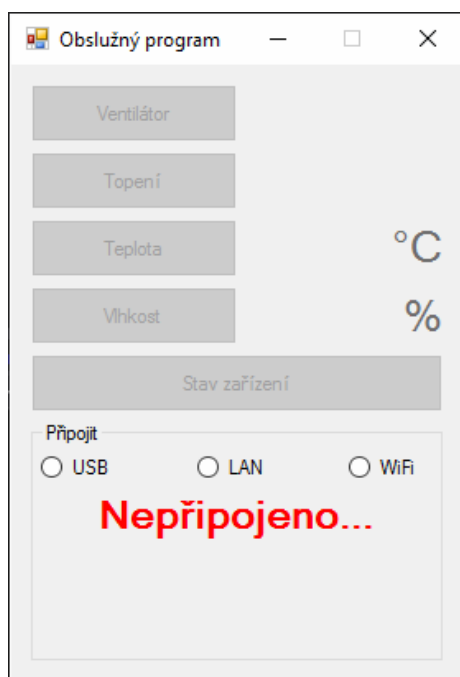 Obslužný program
Ventilátor
Topení
Teplota
°C
Vlhkost
%
Stav zařízení
Připojit
USB LAN WiFi
Nepřipojeno...